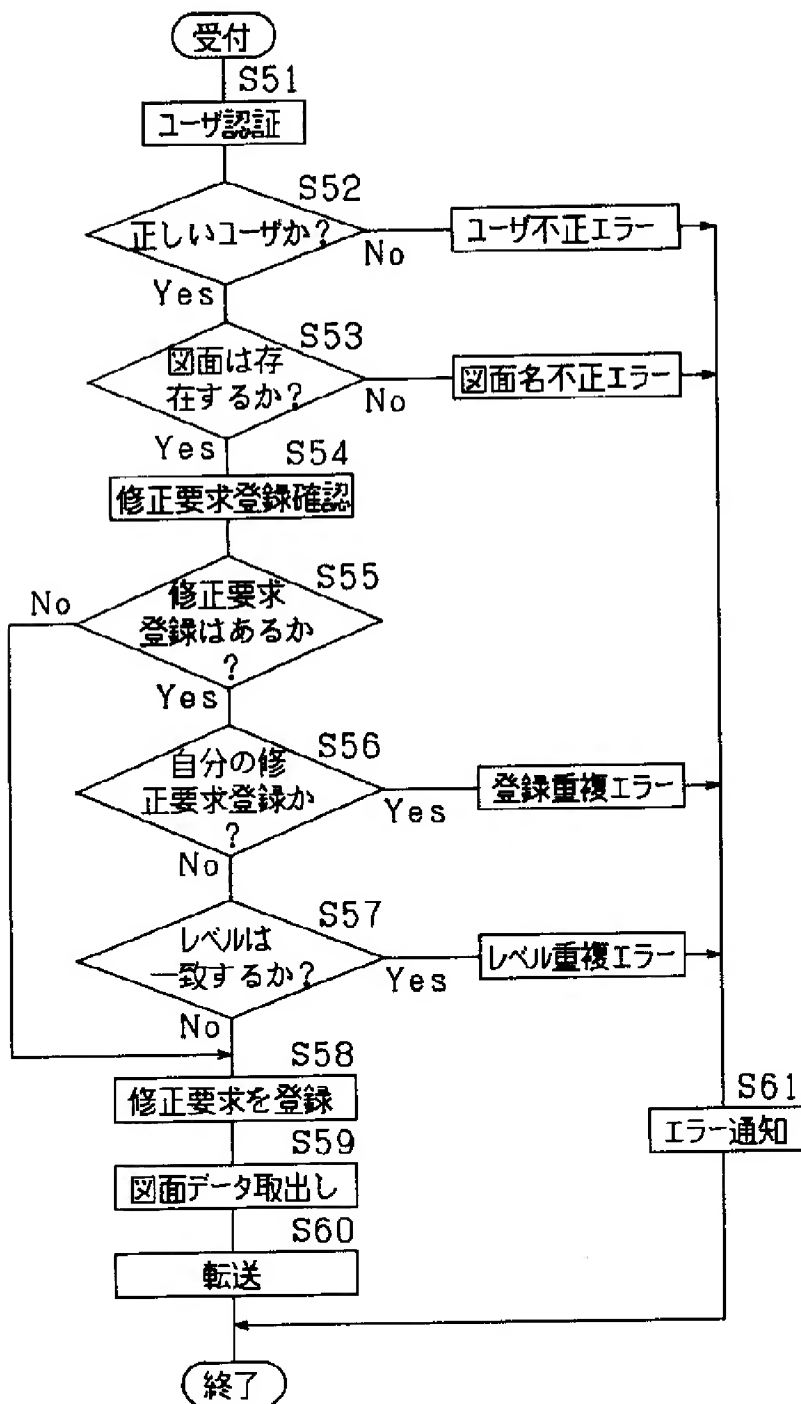 受付
S51
ユーザ認証
S52
正しいユーザか?
No
ユーザ不正エラー
Yes
S53
図面は存
在するか?
No
図面名不正エラー
Yes
S54
修正要求登録確認
S55
修正要求
登録はあるか
?
No
Yes
S56
自分の修
正要求登録か
?
Yes
登録重複エラー
No
S57
レベルは
一致するか?
Yes
レベル重複エラー
No
S58
修正要求を登録
S61
エラー通知
S59
図面データ取出し
S60
転送
終了